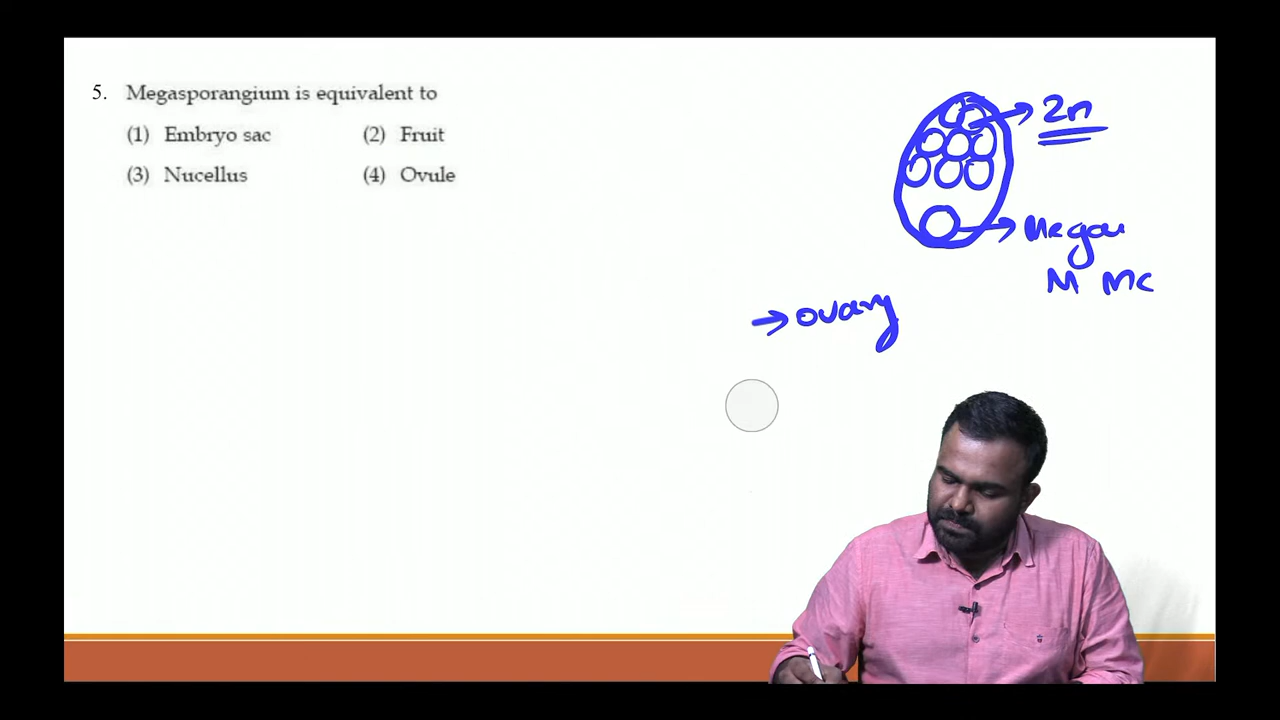 5. Megasporangium is equivalent to
(1) Embryo sac (2) Fruit
(3) Nucellus (4) Ovule
2n
Mega
M MC
→ ovary